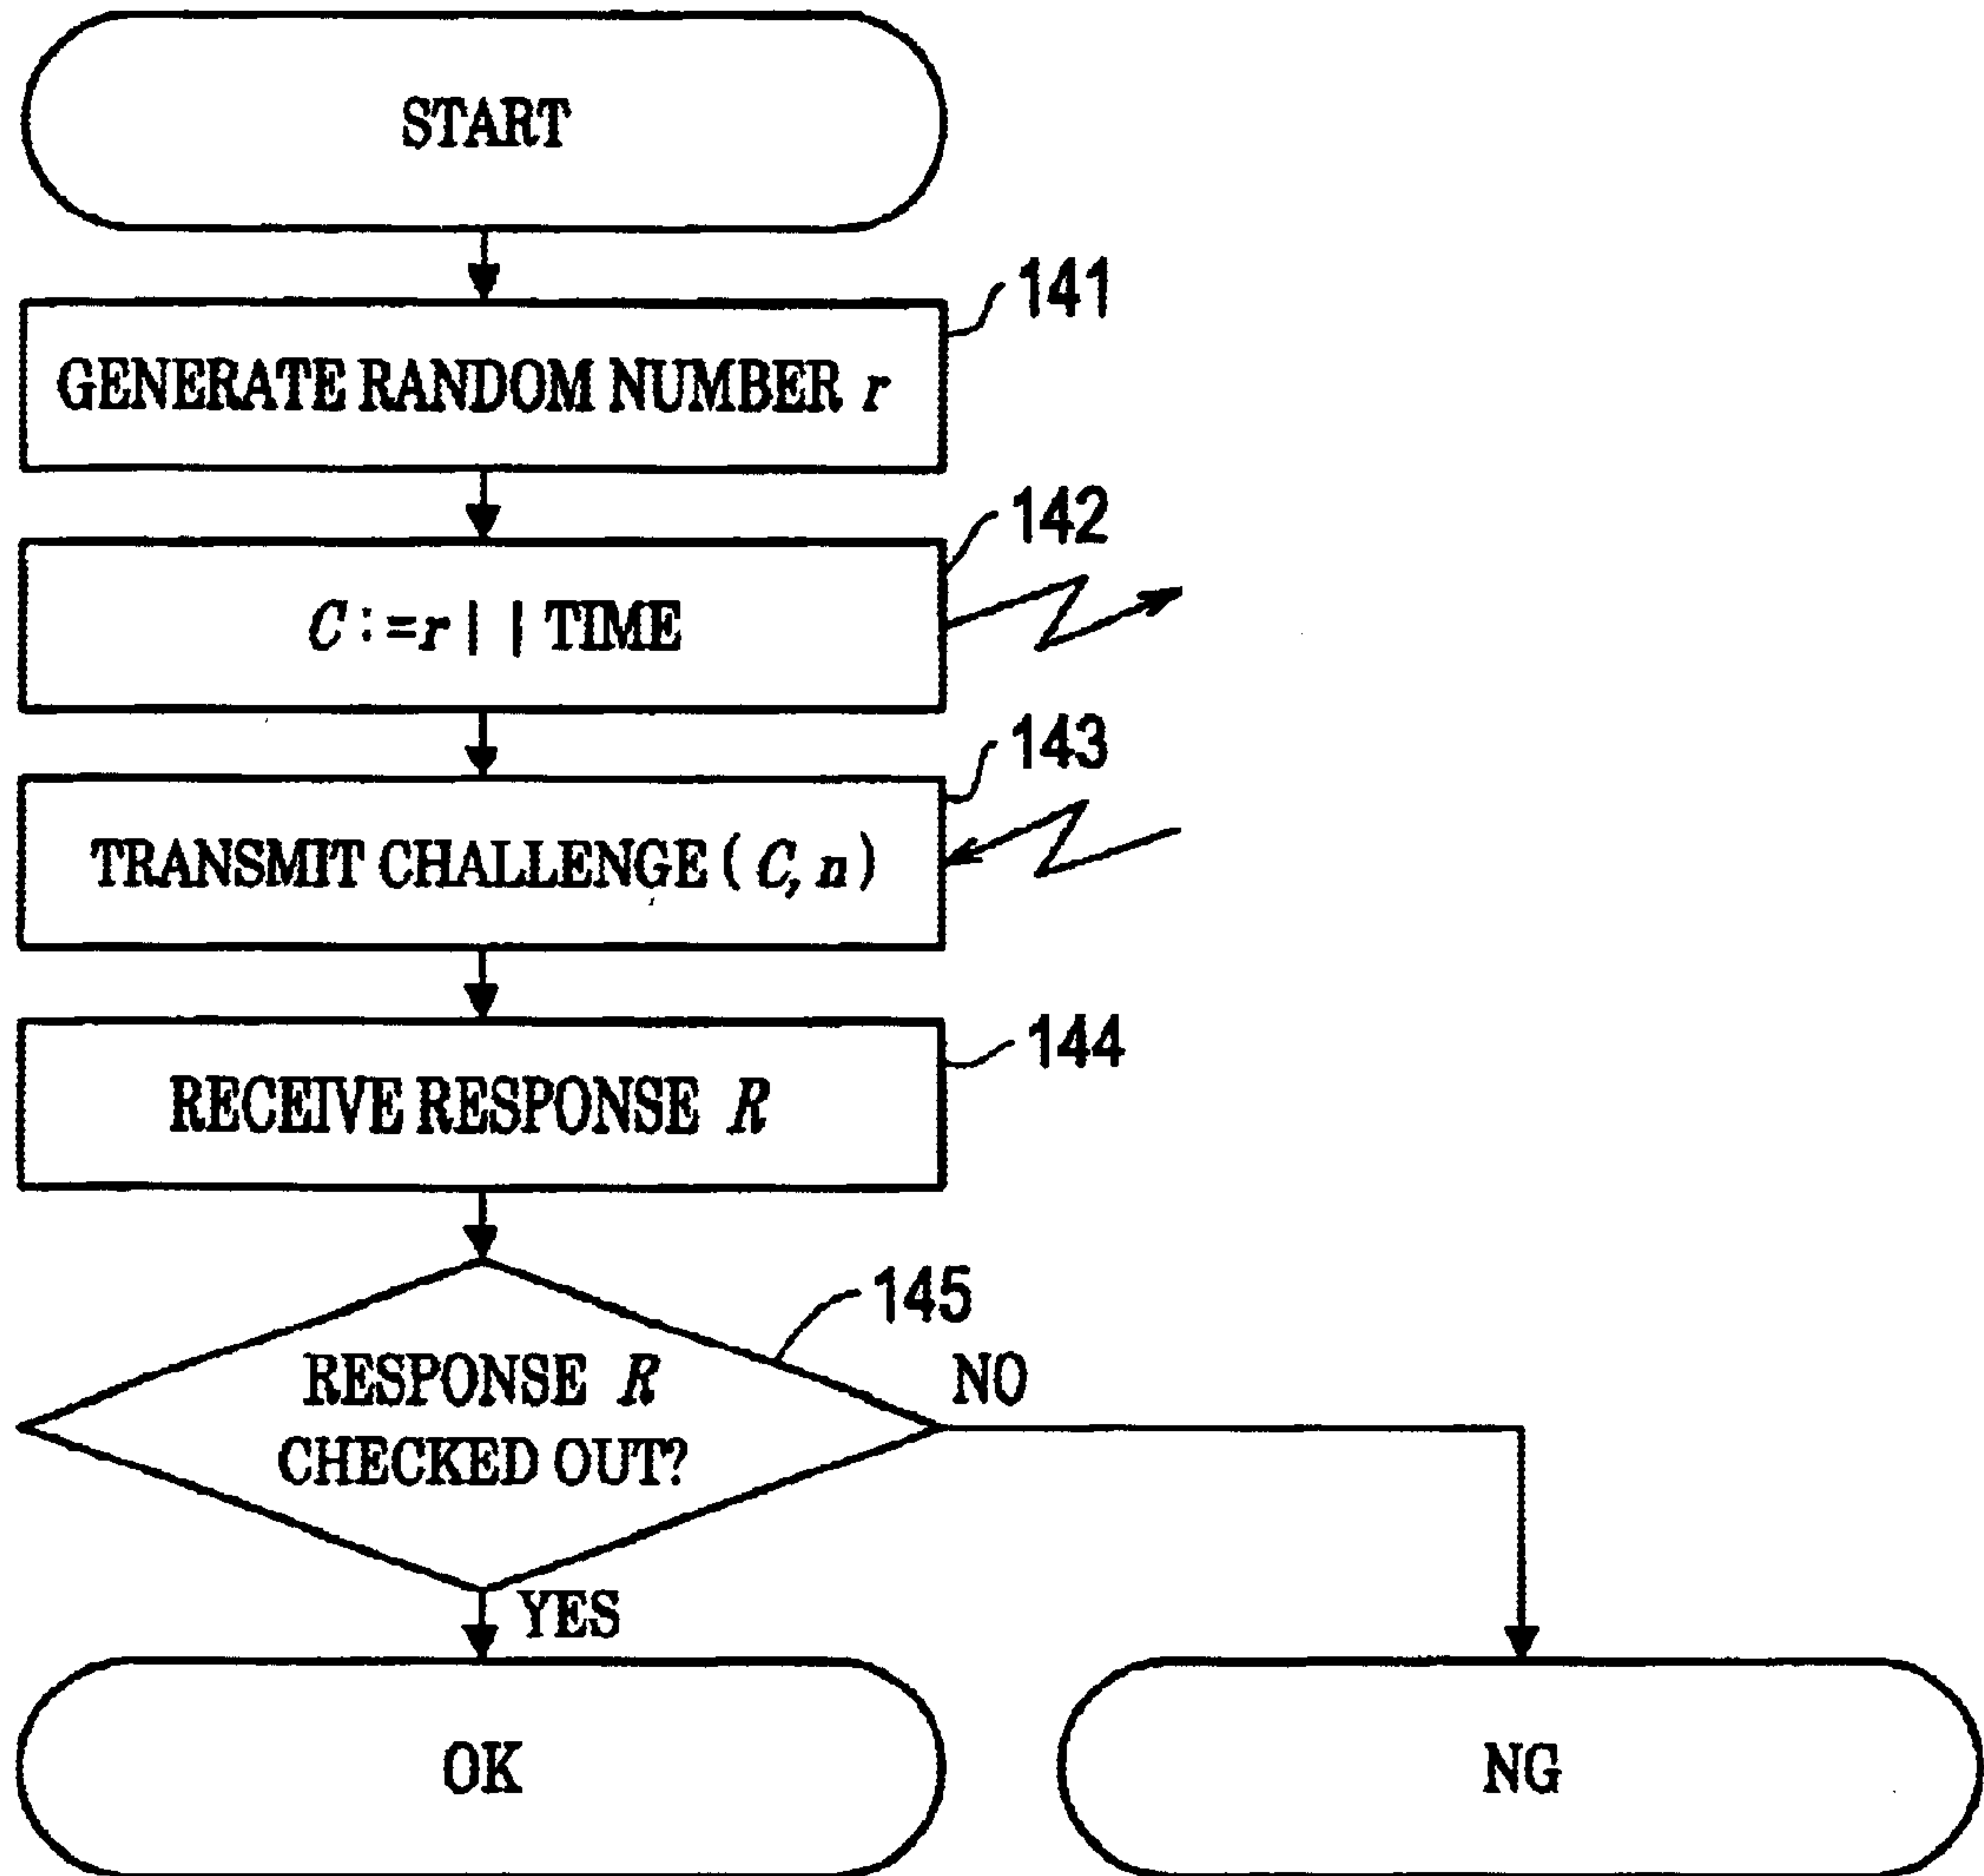 START
141
GENERATE RANDOM NUMBER r
142
C:=r||TIME
143
TRANSMIT CHALLENGE(C,n)
144
RECEIVE RESPONSE R
145
RESPONSE R
CHECKED OUT?
NO
YES
OK
NG